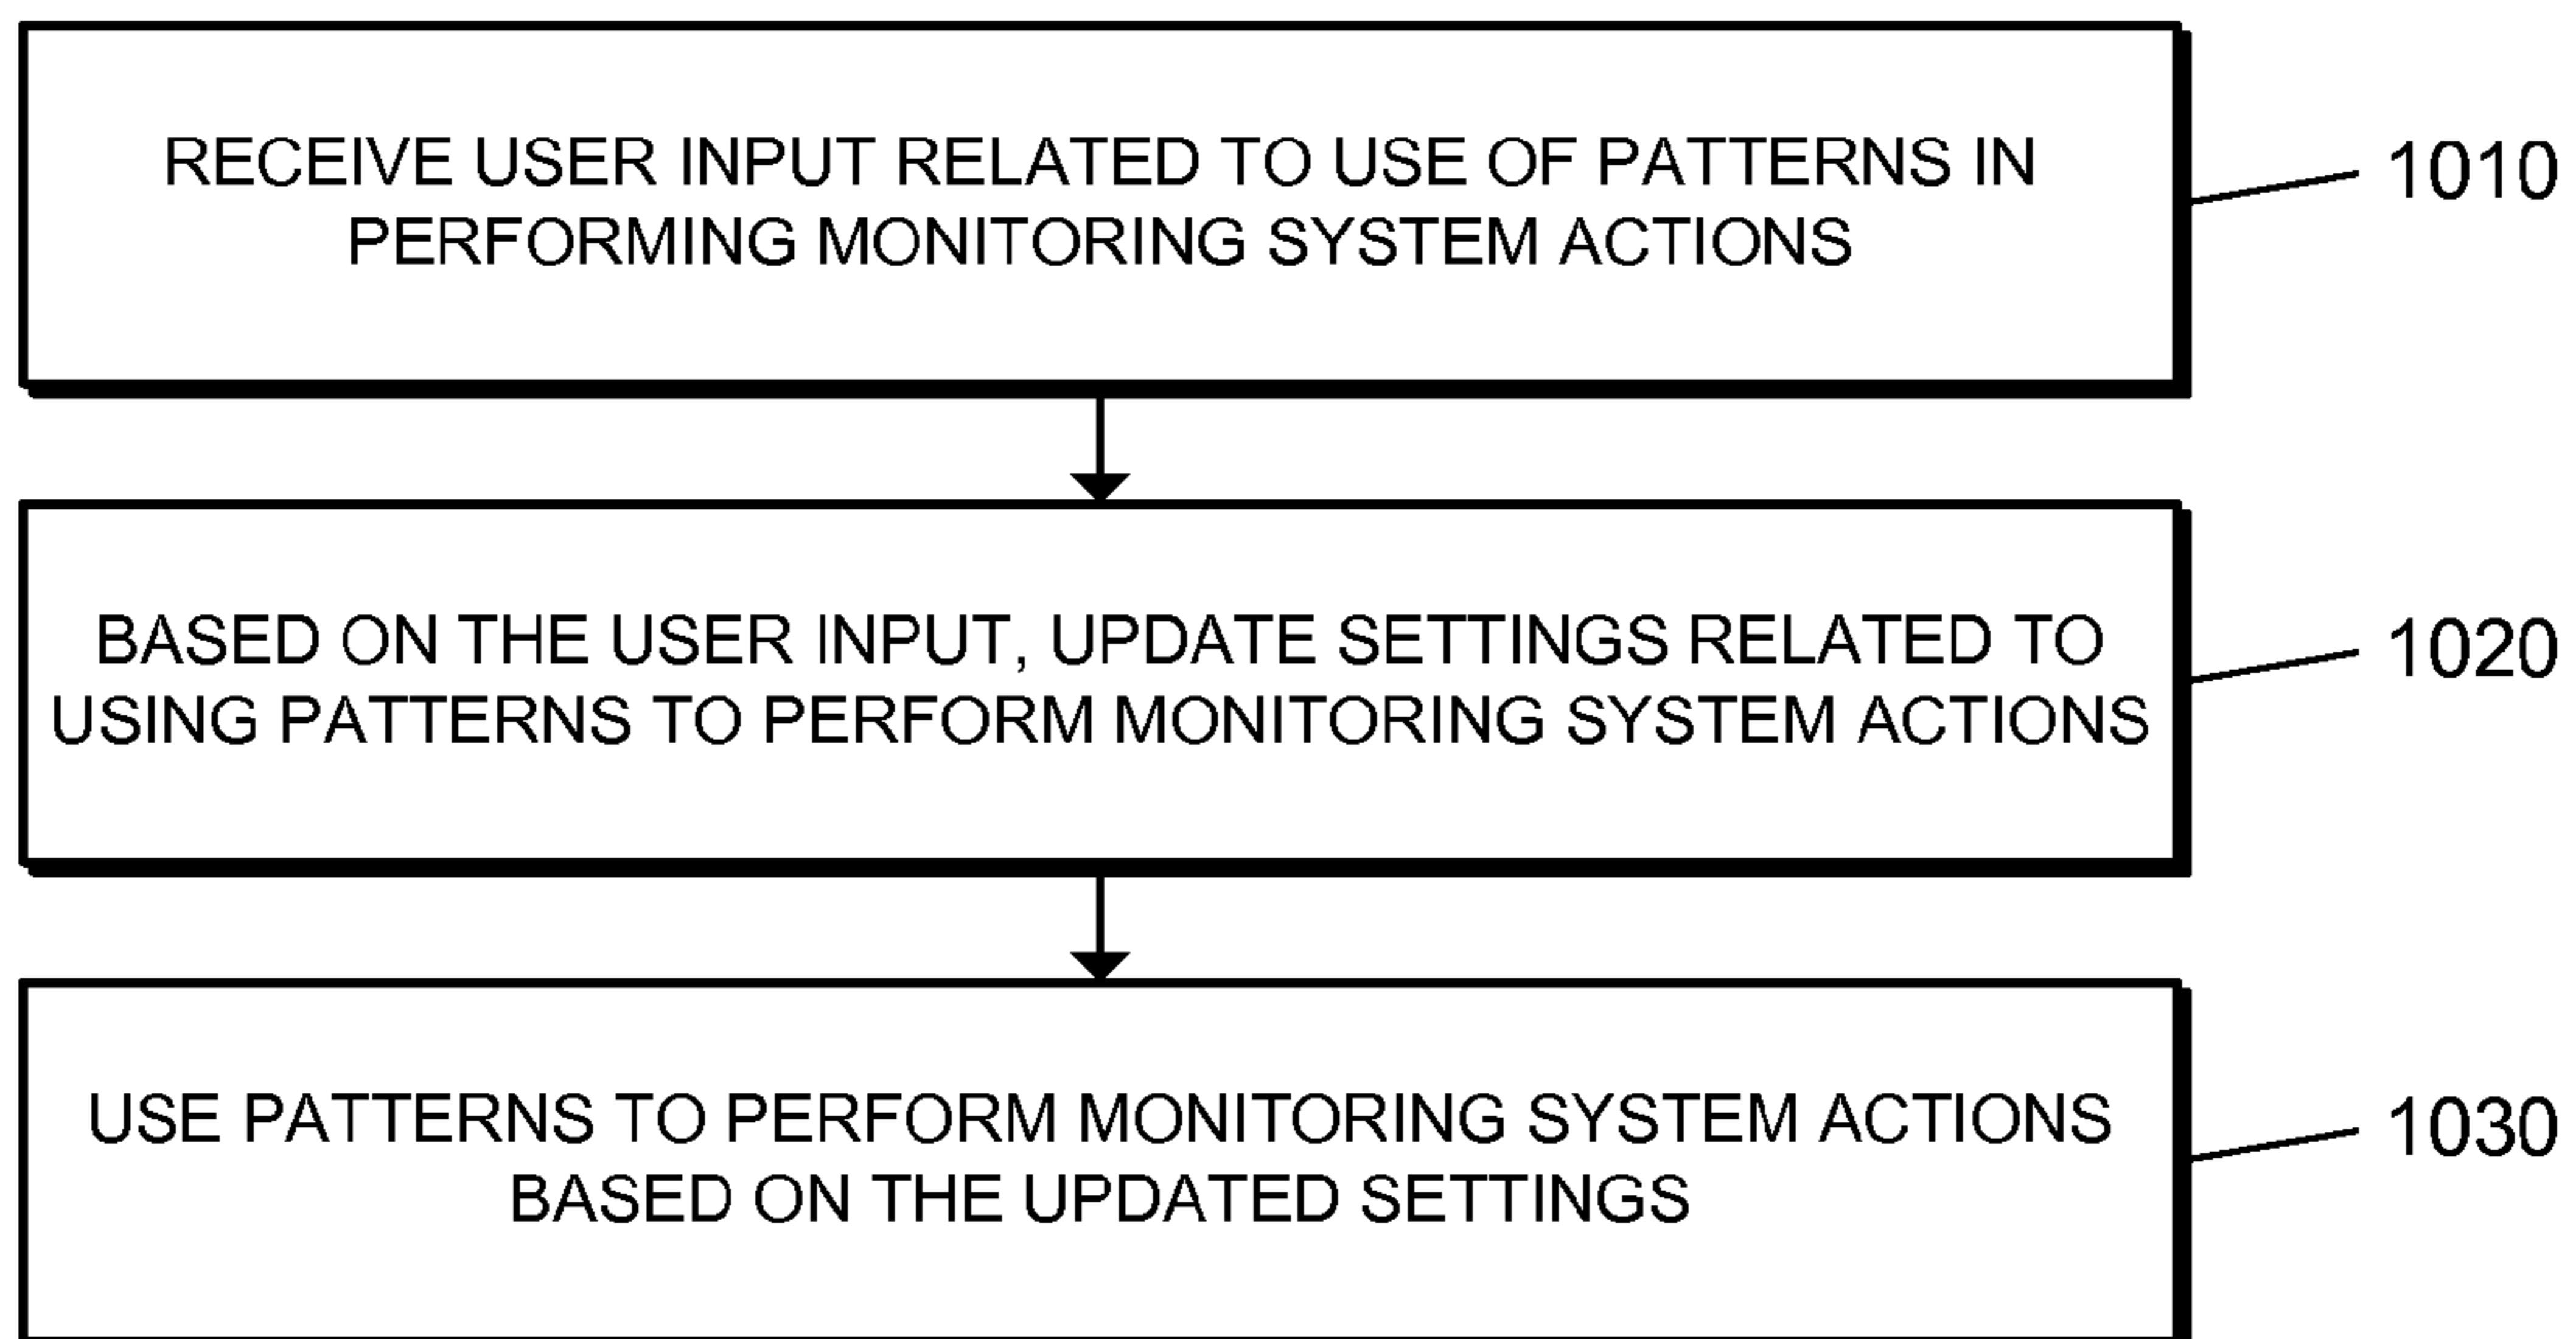 RECEIVE USER INPUT RELATED TO USE OF PATTERNS IN
PERFORMING MONITORING SYSTEM ACTIONS
1010
BASED ON THE USER INPUT, UPDATE SETTINGS RELATED TO
USING PATTERNS TO PERFORM MONITORING SYSTEM ACTIONS
1020
USE PATTERNS TO PERFORM MONITORING SYSTEM ACTIONS
BASED ON THE UPDATED SETTINGS
1030